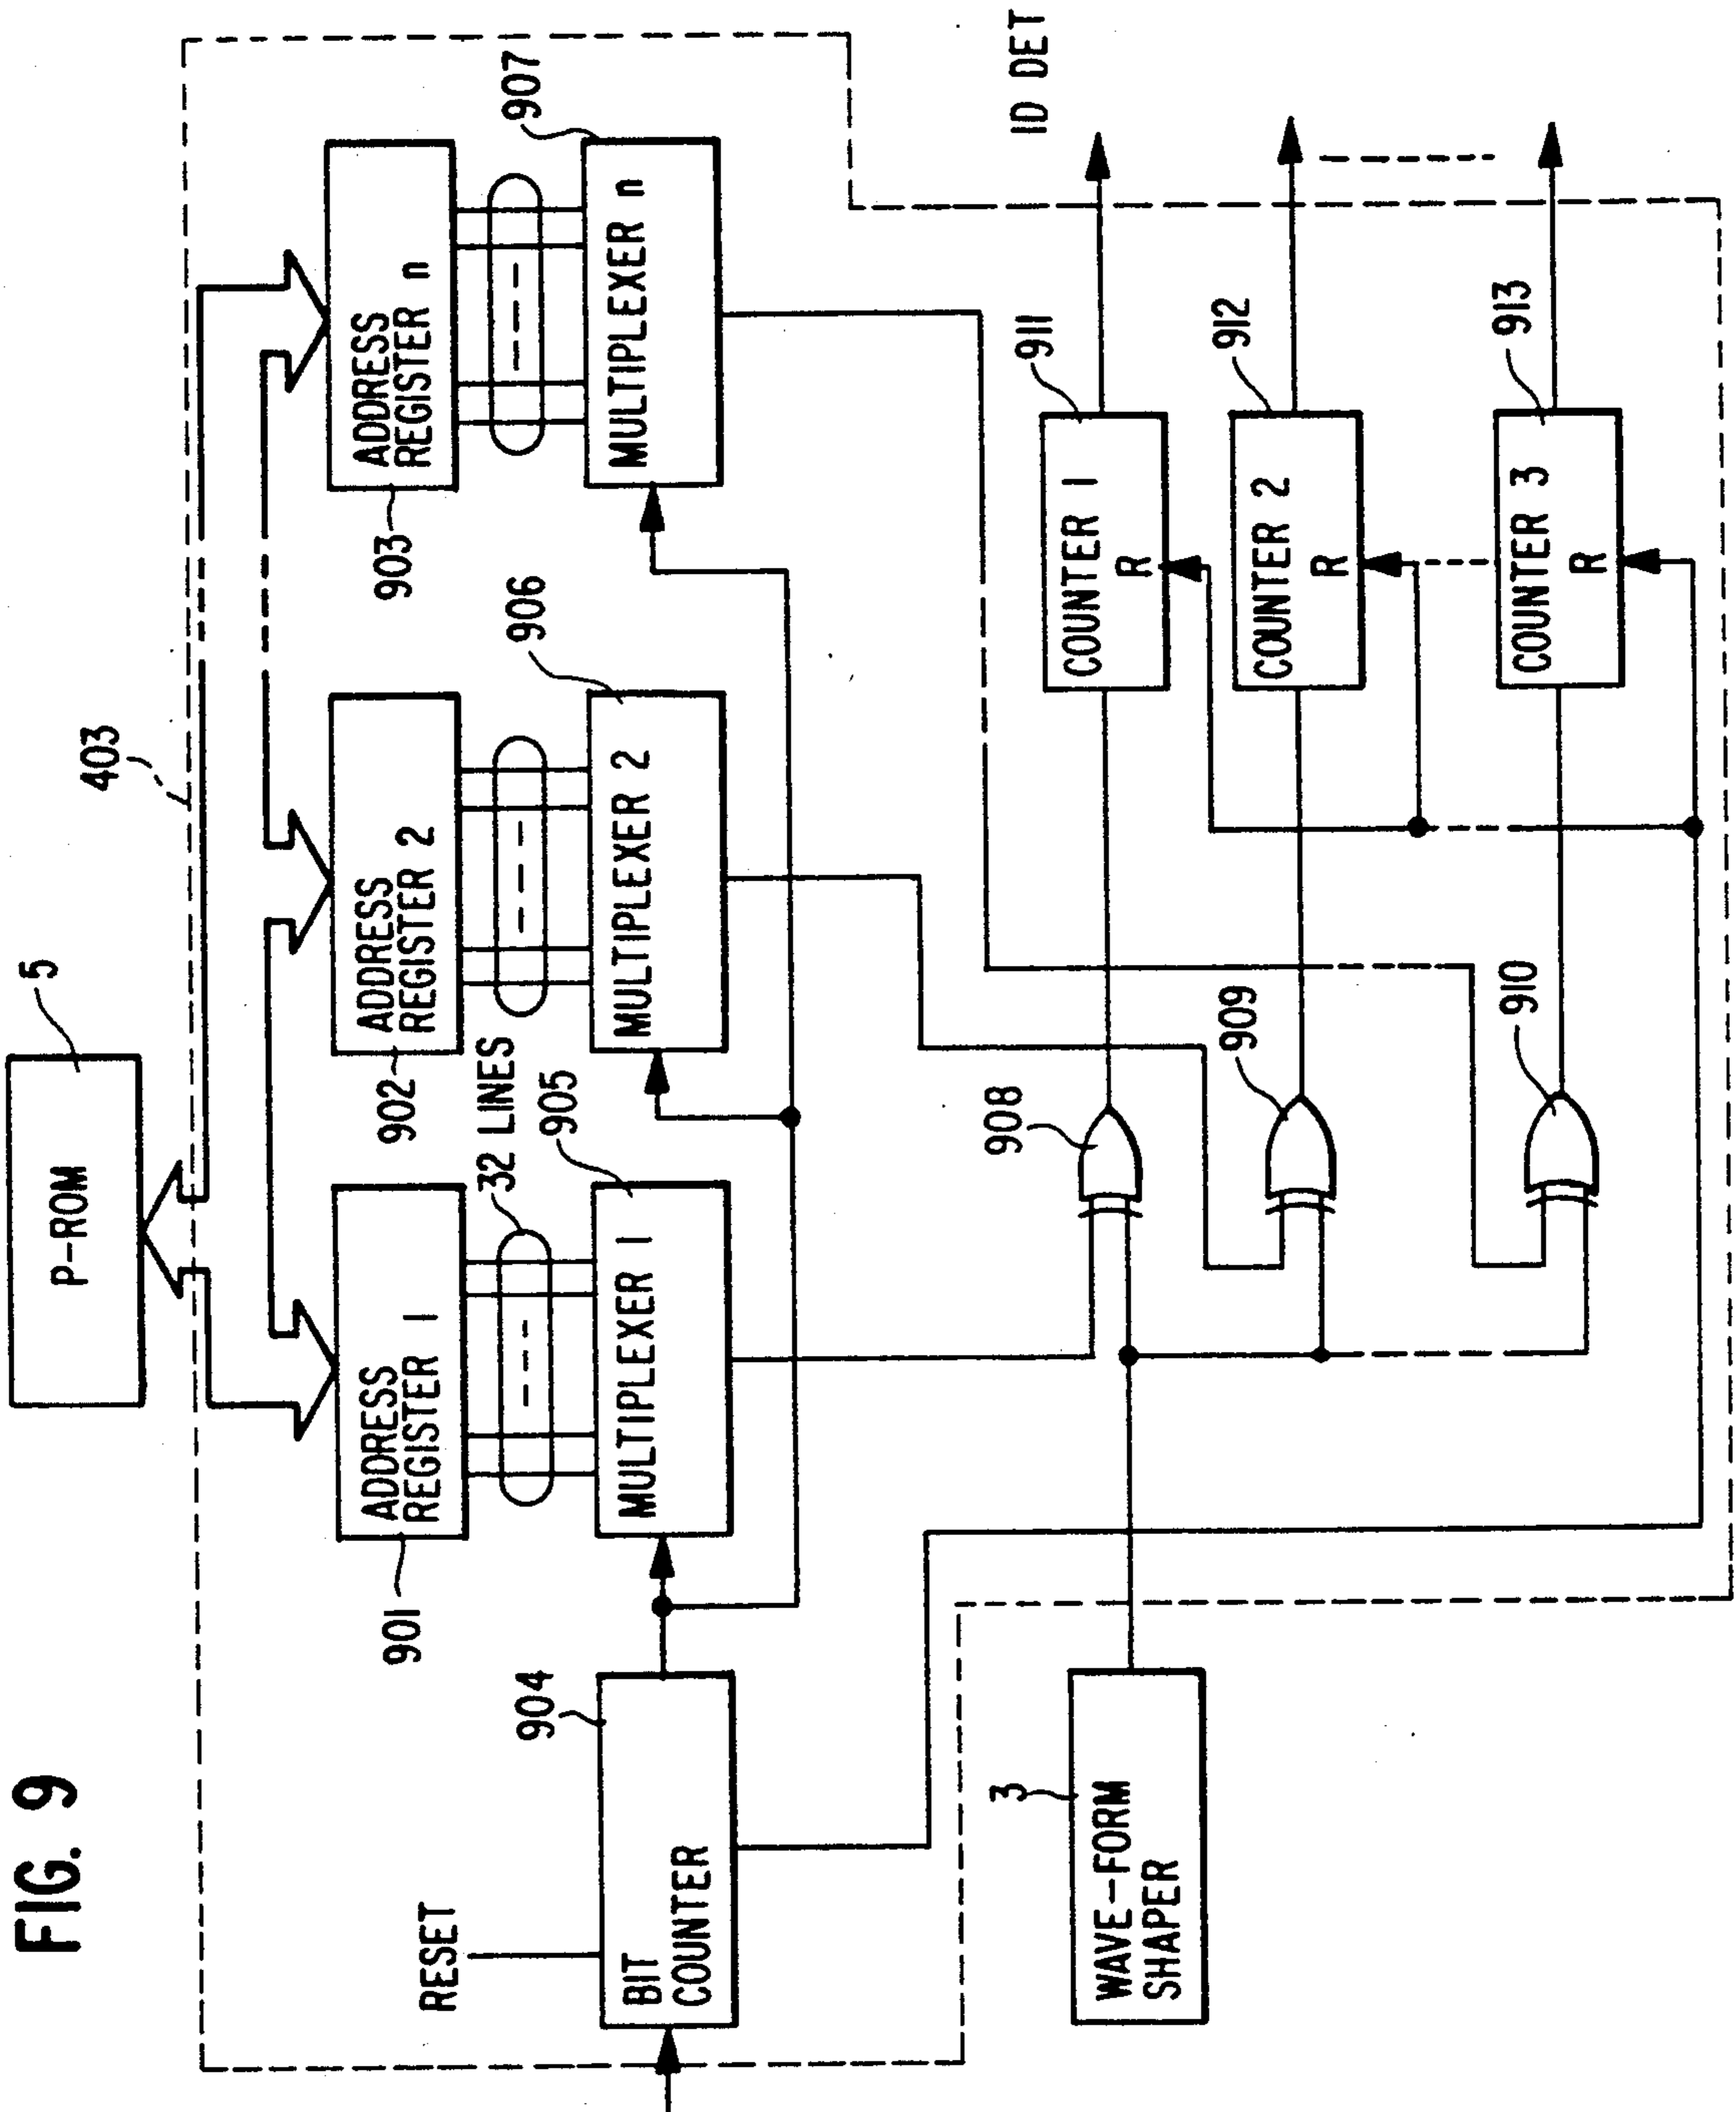 FIG. 9
P-ROM
5
403
ADDRESS
REGISTER 1
901
ADDRESS
REGISTER 2
902
ADDRESS
REGISTER n
903
32 LINES
RESET
BIT
COUNTER
904
MULTIPLEXER 1
905
MULTIPLEXER 2
906
MULTIPLEXER n
907
WAVE-FORM
SHAPER
3
908
909
910
COUNTER 1
R
911
COUNTER 2
R
912
COUNTER 3
R
913
ID DET